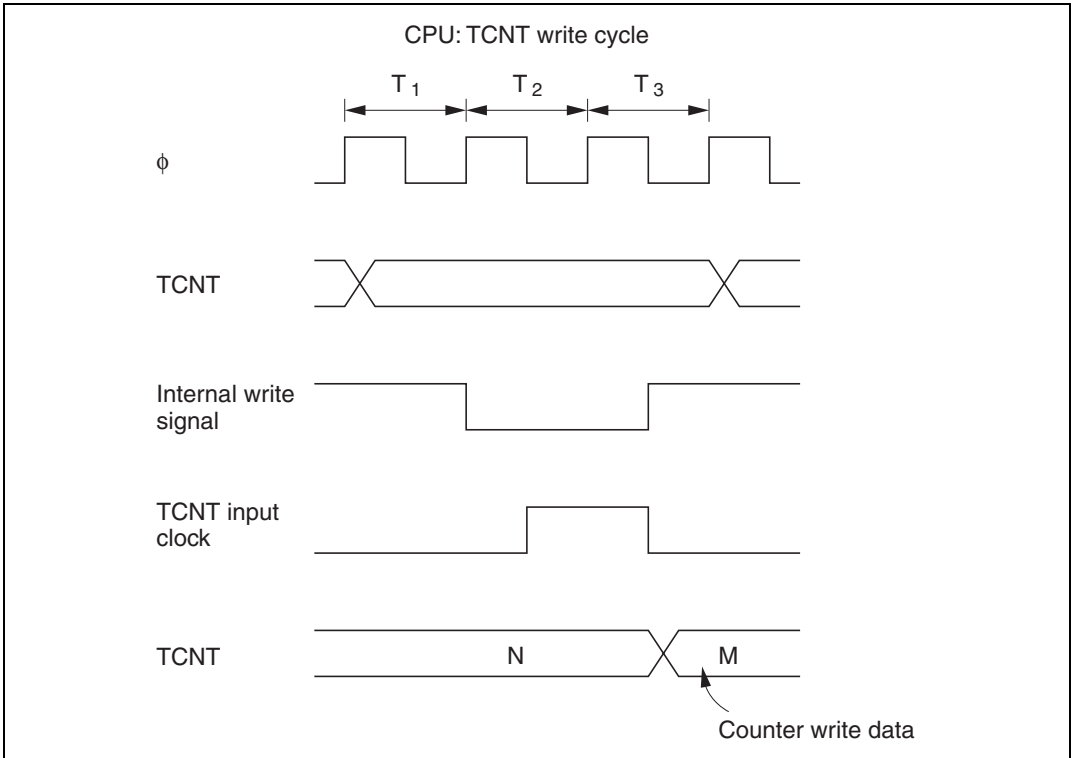 CPU: TCNT write cycle
T1 T2 T3
ϕ
TCNT
Internal write
signal
TCNT input
clock
TCNT
N
M
Counter write data